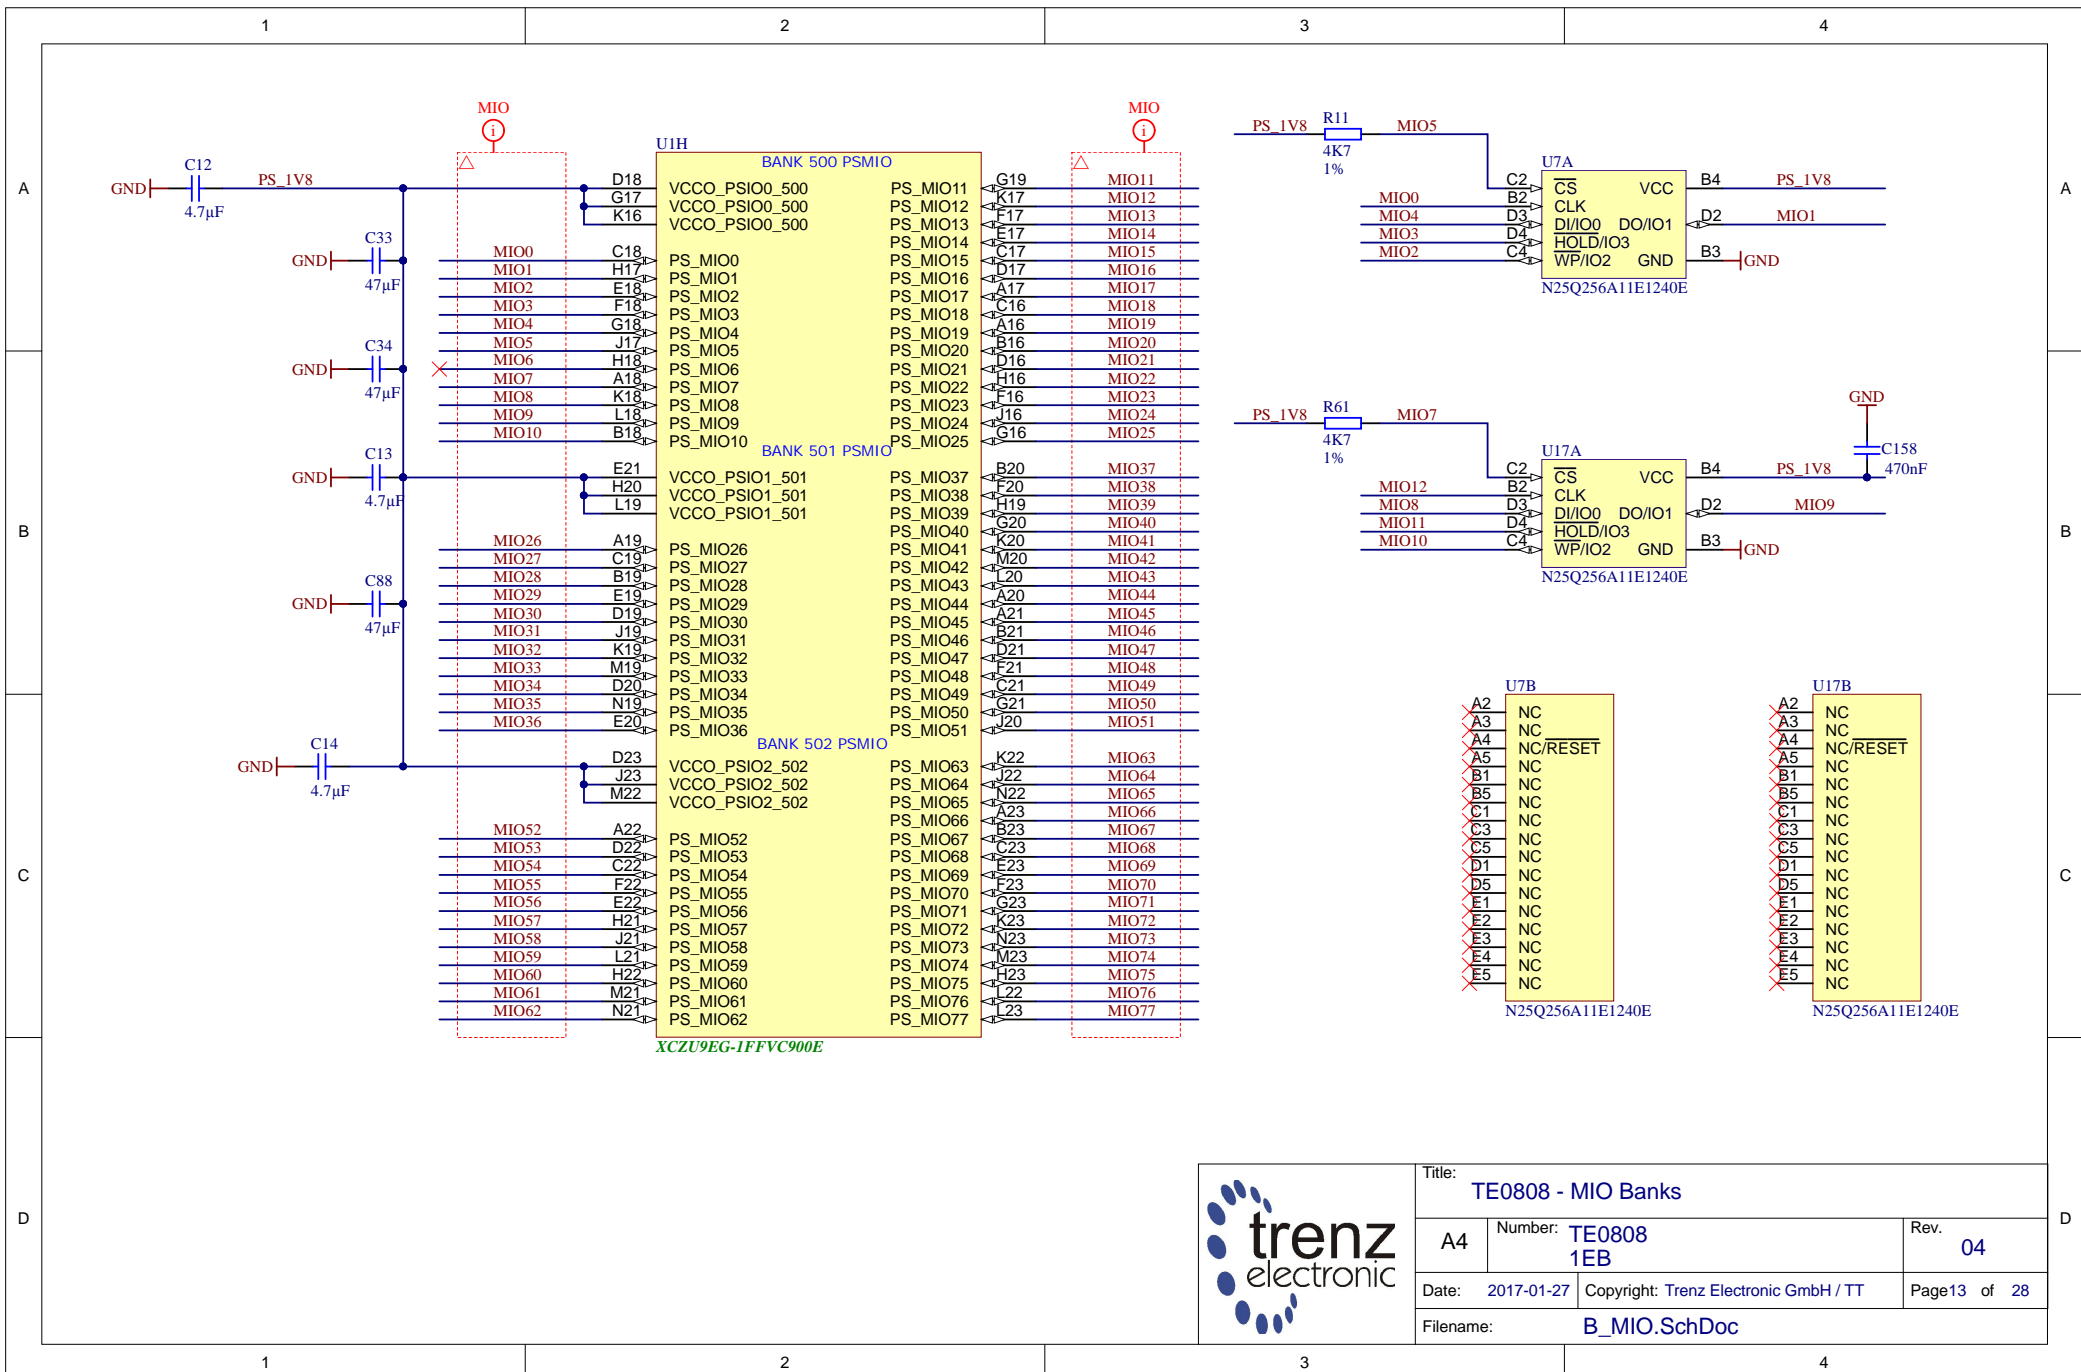 1 2 3 4
A A
B B
C C
D D
MIO
MIO
C12
GND
4.7µF
PS_1V8
C33
GND
47µF
C34
GND
47µF
C13
GND
4.7µF
C88
GND
47µF
C14
GND
4.7µF
U1H
BANK 500 PSMIO
D18 VCCO_PSIO0_500
G17 VCCO_PSIO0_500
K16 VCCO_PSIO0_500
MIO0 C18 PS_MIO0
MIO1 H17 PS_MIO1
MIO2 E18 PS_MIO2
MIO3 F18 PS_MIO3
MIO4 G18 PS_MIO4
MIO5 J17 PS_MIO5
MIO6 H18 PS_MIO6
MIO7 A18 PS_MIO7
MIO8 K18 PS_MIO8
MIO9 L18 PS_MIO9
MIO10 B18 PS_MIO10
PS_MIO11 G19 MIO11
PS_MIO12 K17 MIO12
PS_MIO13 F17 MIO13
PS_MIO14 E17 MIO14
PS_MIO15 C17 MIO15
PS_MIO16 D17 MIO16
PS_MIO17 A17 MIO17
PS_MIO18 C16 MIO18
PS_MIO19 A16 MIO19
PS_MIO20 B16 MIO20
PS_MIO21 D16 MIO21
PS_MIO22 H16 MIO22
PS_MIO23 F16 MIO23
PS_MIO24 J16 MIO24
PS_MIO25 G16 MIO25
BANK 501 PSMIO
E21 VCCO_PSIO1_501
H20 VCCO_PSIO1_501
L19 VCCO_PSIO1_501
MIO26 A19 PS_MIO26
MIO27 C19 PS_MIO27
MIO28 B19 PS_MIO28
MIO29 E19 PS_MIO29
MIO30 D19 PS_MIO30
MIO31 J19 PS_MIO31
MIO32 K19 PS_MIO32
MIO33 M19 PS_MIO33
MIO34 D20 PS_MIO34
MIO35 N19 PS_MIO35
MIO36 E20 PS_MIO36
PS_MIO37 B20 MIO37
PS_MIO38 F20 MIO38
PS_MIO39 H19 MIO39
PS_MIO40 G20 MIO40
PS_MIO41 K20 MIO41
PS_MIO42 M20 MIO42
PS_MIO43 L20 MIO43
PS_MIO44 A20 MIO44
PS_MIO45 A21 MIO45
PS_MIO46 B21 MIO46
PS_MIO47 D21 MIO47
PS_MIO48 F21 MIO48
PS_MIO49 C21 MIO49
PS_MIO50 G21 MIO50
PS_MIO51 J20 MIO51
BANK 502 PSMIO
D23 VCCO_PSIO2_502
J23 VCCO_PSIO2_502
M22 VCCO_PSIO2_502
MIO52 A22 PS_MIO52
MIO53 D22 PS_MIO53
MIO54 C22 PS_MIO54
MIO55 F22 PS_MIO55
MIO56 E22 PS_MIO56
MIO57 H21 PS_MIO57
MIO58 J21 PS_MIO58
MIO59 L21 PS_MIO59
MIO60 H22 PS_MIO60
MIO61 M21 PS_MIO61
MIO62 N21 PS_MIO62
PS_MIO63 K22 MIO63
PS_MIO64 J22 MIO64
PS_MIO65 N22 MIO65
PS_MIO66 A23 MIO66
PS_MIO67 B23 MIO67
PS_MIO68 C23 MIO68
PS_MIO69 E23 MIO69
PS_MIO70 F23 MIO70
PS_MIO71 G23 MIO71
PS_MIO72 K23 MIO72
PS_MIO73 N23 MIO73
PS_MIO74 M23 MIO74
PS_MIO75 H23 MIO75
PS_MIO76 L22 MIO76
PS_MIO77 L23 MIO77
XCZU9EG-1FFVC900E
PS_1V8 R11 MIO5
4K7
1%
U7A
C2 CS VCC B4 PS_1V8
MIO0 B2 CLK
MIO4 D3 DI/IO0 DO/IO1 D2 MIO1
MIO3 D4 HOLD/IO3
MIO2 C4 WP/IO2 GND B3 GND
N25Q256A11E1240E
PS_1V8 R61 MIO7
4K7
1%
GND
C158
470nF
U17A
C2 CS VCC B4 PS_1V8
MIO12 B2 CLK
MIO8 D3 DI/IO0 DO/IO1 D2 MIO9
MIO11 D4 HOLD/IO3
MIO10 C4 WP/IO2 GND B3 GND
N25Q256A11E1240E
U7B
A2 NC
A3 NC
A4 NC/RESET
A5 NC
B1 NC
B5 NC
C1 NC
C3 NC
C5 NC
D1 NC
D5 NC
E1 NC
E2 NC
E3 NC
E4 NC
E5 NC
N25Q256A11E1240E
U17B
A2 NC
A3 NC
A4 NC/RESET
A5 NC
B1 NC
B5 NC
C1 NC
C3 NC
C5 NC
D1 NC
D5 NC
E1 NC
E2 NC
E3 NC
E4 NC
E5 NC
N25Q256A11E1240E
trenz
electronic
Title: TE0808 - MIO Banks
A4 Number: TE0808
1EB
Rev. 04
Date: 2017-01-27 Copyright: Trenz Electronic GmbH / TT Page13 of 28
Filename: B_MIO.SchDoc
1 2 3 4